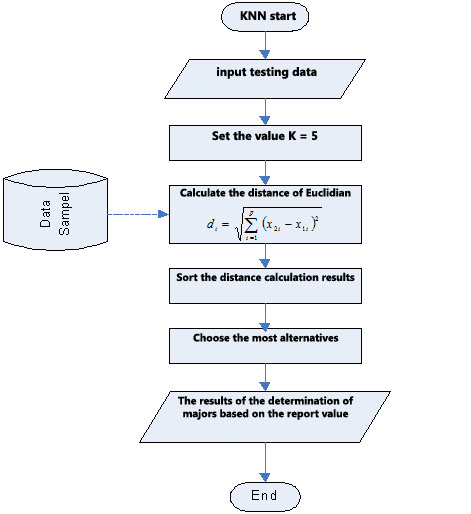 KNN start
input testing data
Set the value K = 5
Data
Sampel
Calculate the distance of Euclidian
d_i = √(∑_{i=1}^{p} (x_{2i} − x_{1i})²)
Sort the distance calculation results
Choose the most alternatives
The results of the determination of
majors based on the report value
End